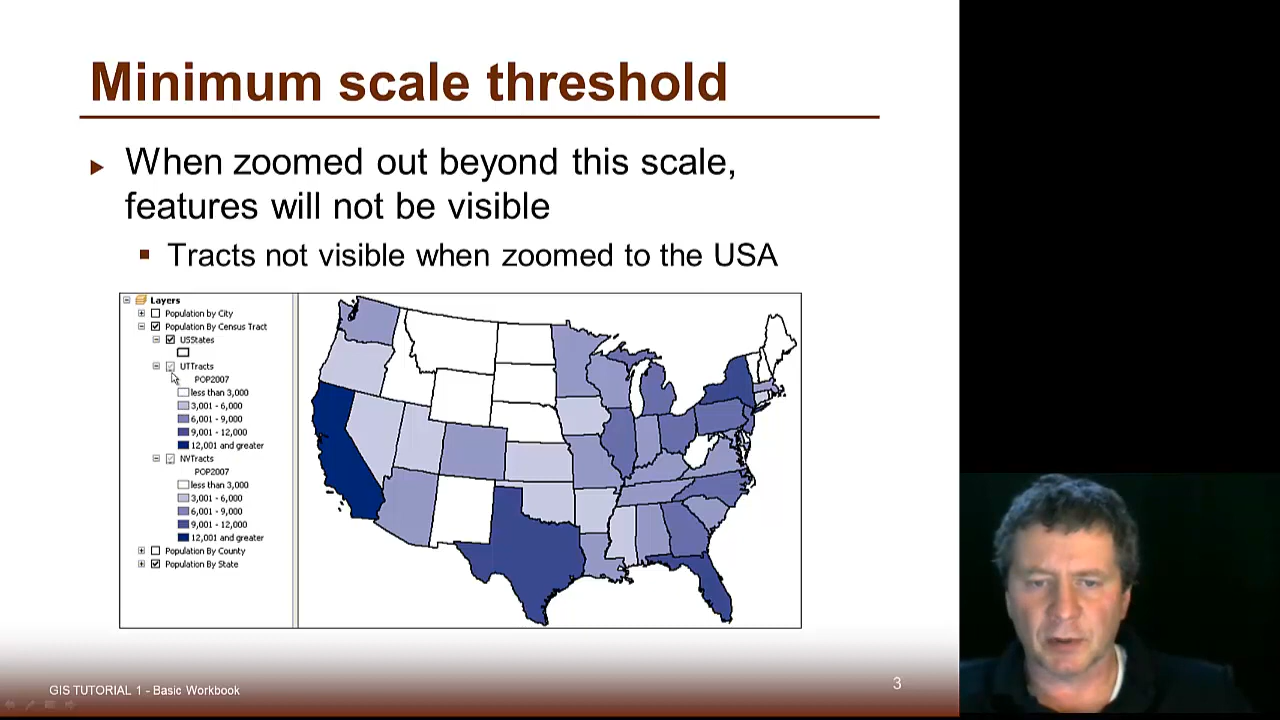 Minimum scale threshold
When zoomed out beyond this scale,
features will not be visible
Tracts not visible when zoomed to the USA
Layers
Population by City
Population By Census Tract
USStates
UTTracts
POP2007
less than 3,000
3,001 - 6,000
6,001 - 9,000
9,001 - 12,000
12,001 and greater
NVTracts
POP2007
less than 3,000
3,001 - 6,000
6,001 - 9,000
9,001 - 12,000
12,001 and greater
Population By County
Population By State
GIS TUTORIAL 1 - Basic Workbook
3